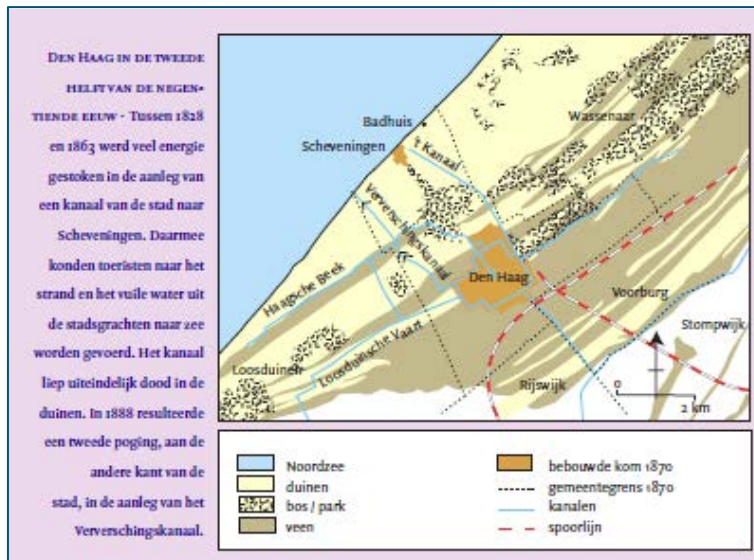 DEN HAAG IN DE TWEEDE
HELFT VAN DE NEGEN-
TIENDE EEUW - Tussen 1828
en 1863 werd veel energie
gestoken in de aanleg van
een kanaal van de stad naar
Scheveningen. Daarmee
konden toeristen naar het
strand en het vuile water uit
de stadsgrachten naar zee
worden gevoerd. Het kanaal
liep uiteindelijk dood in de
duinen. In 1888 resulteerde
een tweede poging, aan de
andere kant van de
stad, in de aanleg van het
Ververschingskanaal.
Wassenaar
Badhuis
Scheveningen
't Kanaal
Ververschingskanaal
Haagsche Beek
Den Haag
Voorburg
Stompwijk
Loosduinen
Loosduinsche Vaart
Rijswijk
0
2 km
Noordzee
duinen
bos / park
veen
bebouwde kom 1870
gemeentegrens 1870
kanalen
spoorlijn